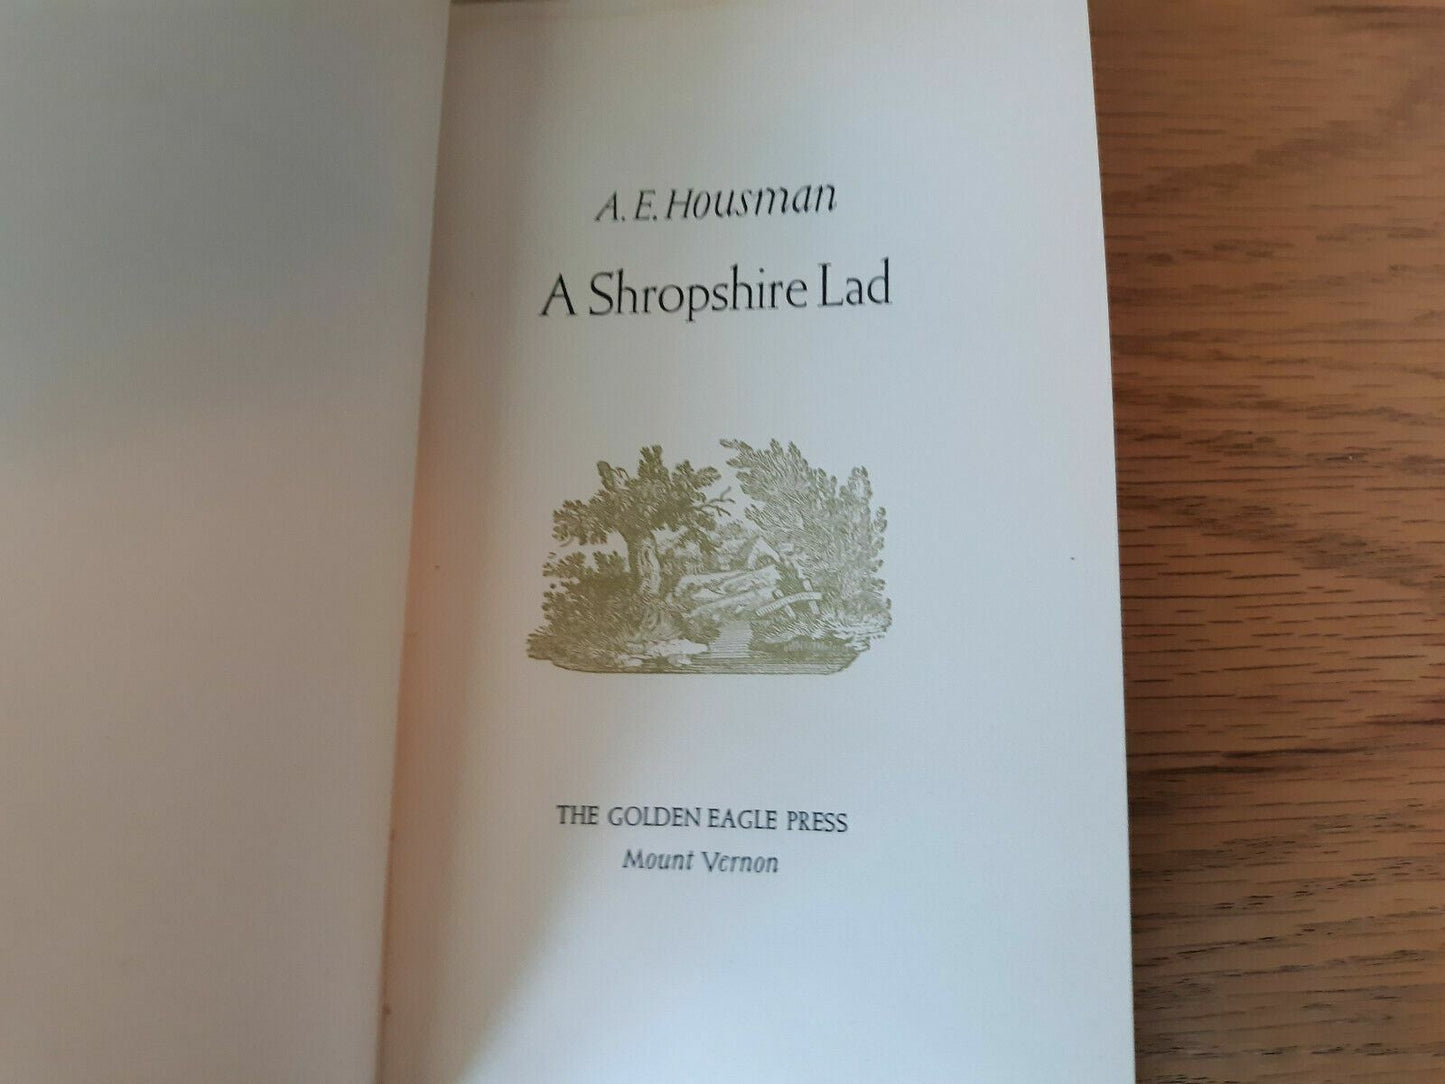 A. E. Housman
A Shropshire Lad
THE GOLDEN EAGLE PRESS
Mount Vernon